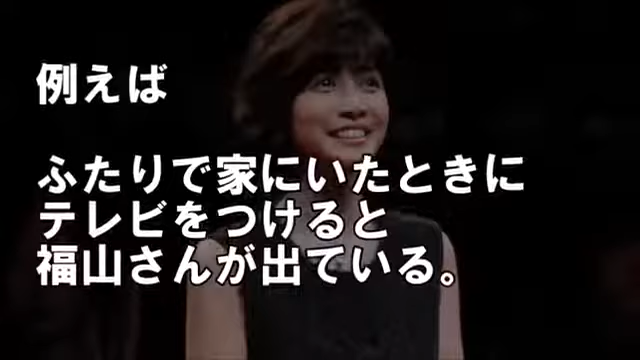 例えば
ふたりで家にいたときに
テレビをつけると
福山さんが出ている。